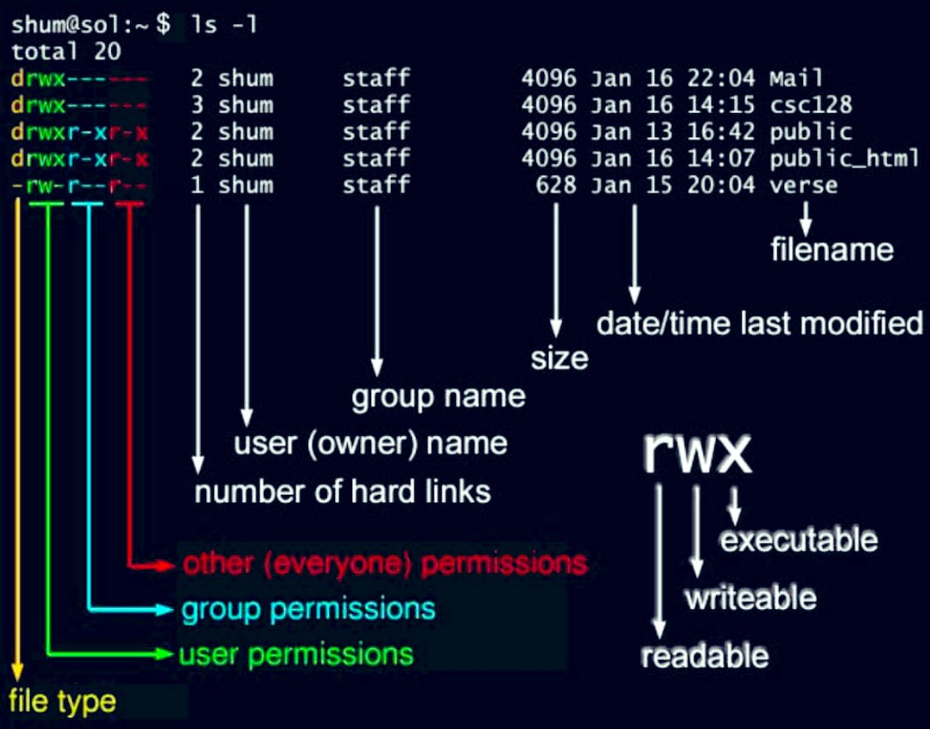 shum@sol:~$ ls -l
total 20
drwx------ 2 shum staff 4096 Jan 16 22:04 Mail
drwx------ 3 shum staff 4096 Jan 16 14:15 csc128
drwxr-xr-x 2 shum staff 4096 Jan 13 16:42 public
drwxr-xr-x 2 shum staff 4096 Jan 16 14:07 public_html
-rw-r--r-- 1 shum staff 628 Jan 15 20:04 verse
filename
date/time last modified
size
group name
user (owner) name
number of hard links
rwx
executable
writeable
readable
other (everyone) permissions
group permissions
user permissions
file type